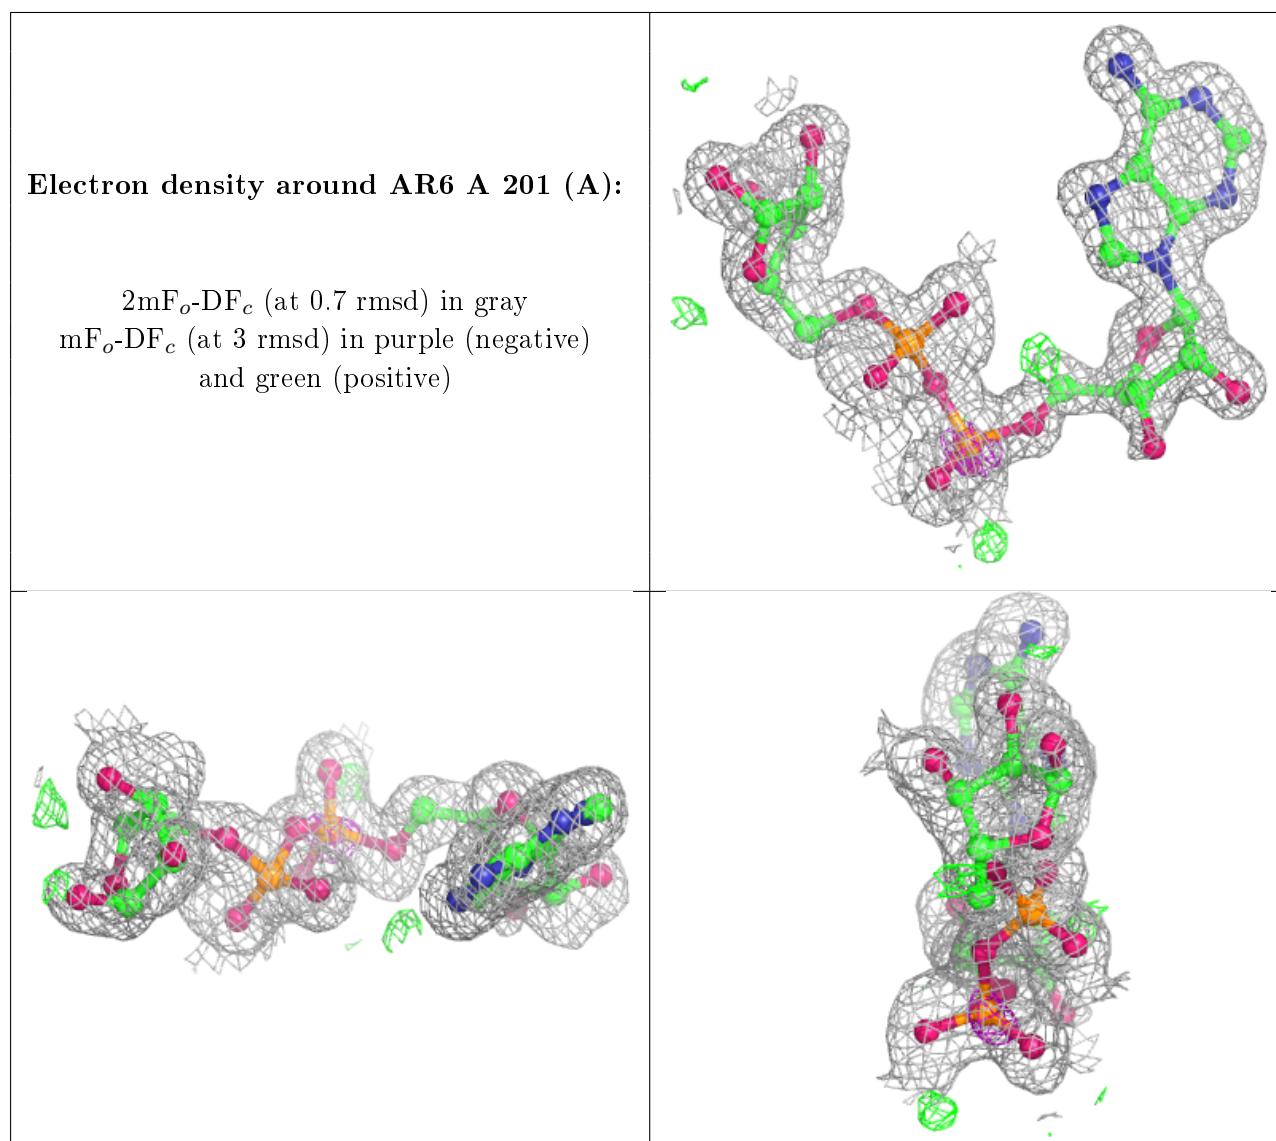 Electron density around AR6 A 201 (A):
2mFo-DFc (at 0.7 rmsd) in gray
mFo-DFc (at 3 rmsd) in purple (negative)
and green (positive)